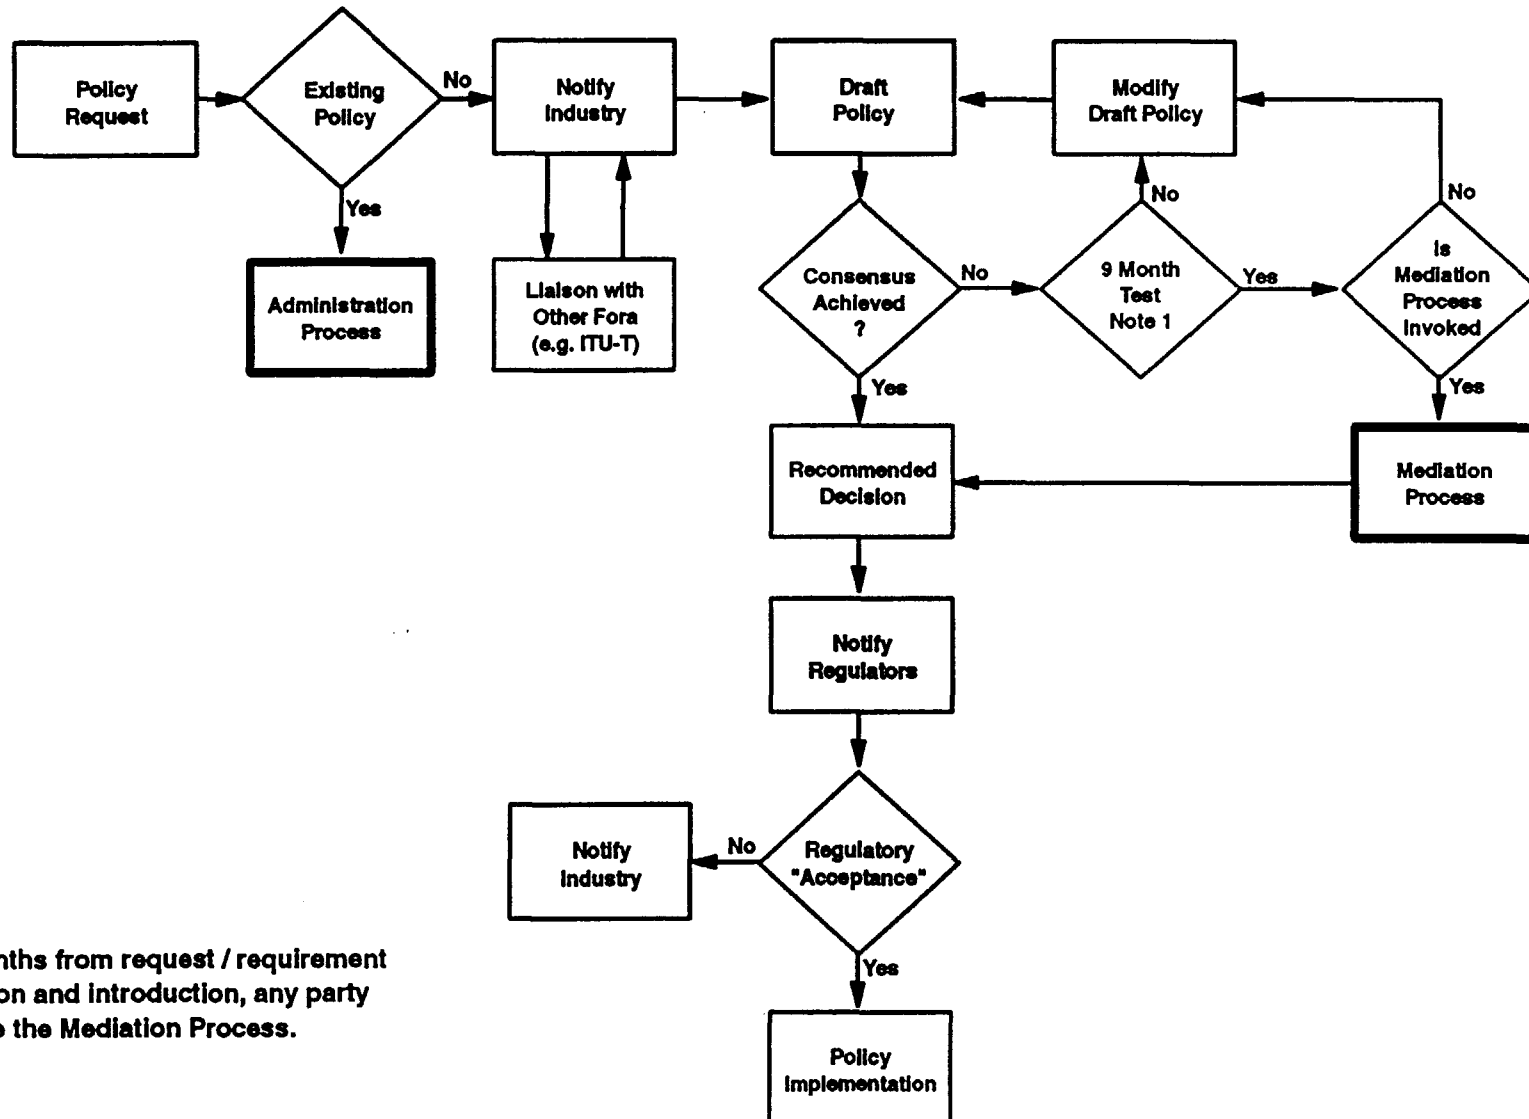 Policy
Request
Existing
Policy
No
Notify
Industry
Draft
Policy
Modify
Draft Policy
Yes
No
No
Administration
Process
Liaison with
Other Fora
(e.g. ITU-T)
Consensus
Achieved
?
No
9 Month
Test
Note 1
Yes
Is
Mediation
Process
Invoked
Yes
Yes
Recommended
Decision
Mediation
Process
Notify
Regulators
Notify
Industry
No
Regulatory
"Acceptance"
nths from request / requirement
on and introduction, any party
e the Mediation Process.
Yes
Policy
Implementation